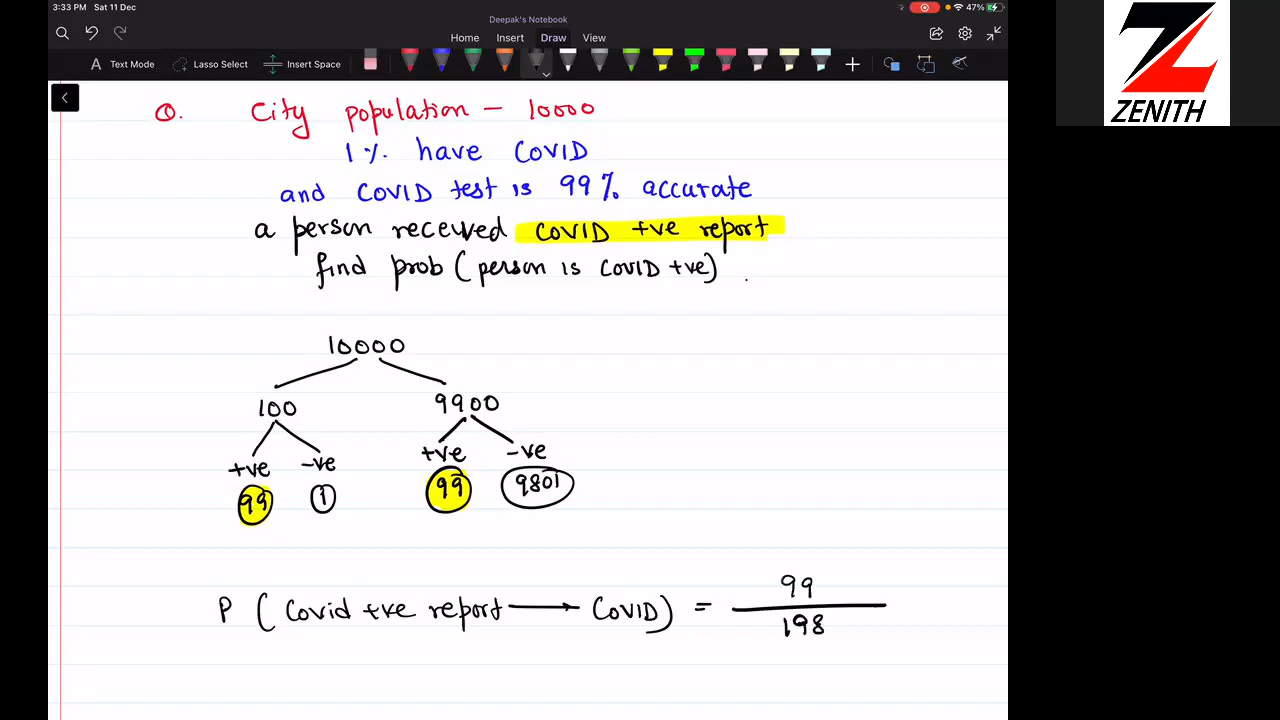 3:33 PM Sat 11 Dec
47%
Deepak's Notebook
Home Insert Draw View
Text Mode Lasso Select Insert Space
ZENITH
Q. City population - 10000
1% have COVID
and COVID test is 99% accurate
a person received COVID +ve report
find prob (person is COVID +ve)
10000
100 9900
+ve -ve +ve -ve
99 1 99 9801
P (Covid +ve report → COVID) = 99
198